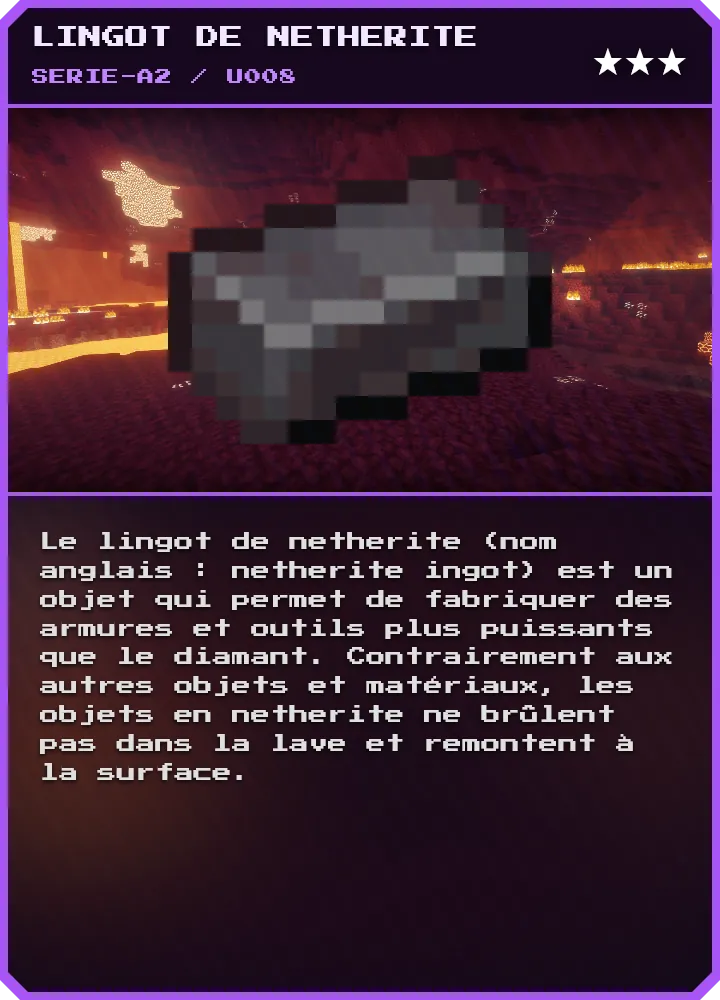 LINGOT DE NETHERITE
SERIE-A2 / U008
★★★
Le lingot de netherite (nom
anglais : netherite ingot) est un
objet qui permet de fabriquer des
armures et outils plus puissants
que le diamant. Contrairement aux
autres objets et matériaux, les
objets en netherite ne brûlent
pas dans la lave et remontent à
la surface.